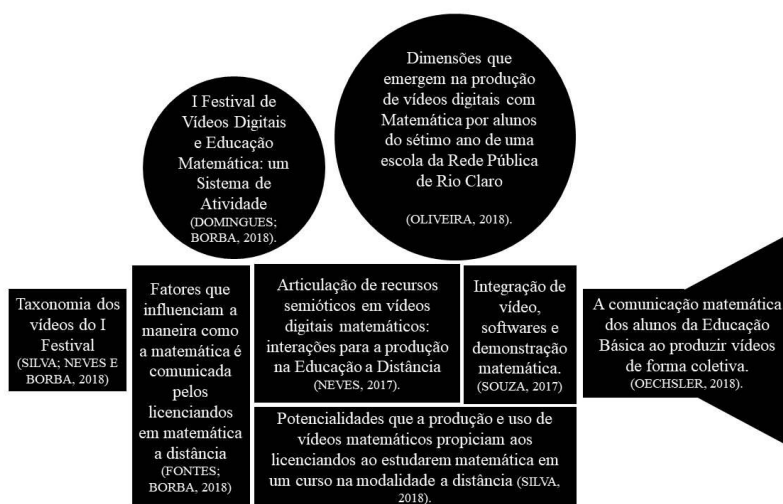 I Festival de
Vídeos Digitais
e Educação
Matemática: um
Sistema de
Atividade
(DOMINGUES;
BORBA, 2018).
Dimensões que
emergem na produção
de vídeos digitais com
Matemática por alunos
do sétimo ano de uma
escola da Rede Pública
de Rio Claro
(OLIVEIRA, 2018).
Taxonomia dos
vídeos do I
Festival
(SILVA; NEVES E
BORBA, 2018)
Fatores que
influenciam a
maneira como
a matemática é
comunicada
pelos
licenciandos
em matemática
a distância
(FONTES;
BORBA, 2018)
Articulação de recursos
semióticos em vídeos
digitais matemáticos:
interações para a produção
na Educação a Distância
(NEVES, 2017).
Integração de
vídeo,
softwares e
demonstração
matemática.
(SOUZA, 2017)
A comunicação matemática
dos alunos da Educação
Básica ao produzir vídeos
de forma coletiva.
(OECHSLER, 2018).
Potencialidades que a produção e uso de
vídeos matemáticos propiciam aos
licenciandos ao estudarem matemática em
um curso na modalidade a distância (SILVA,
2018).